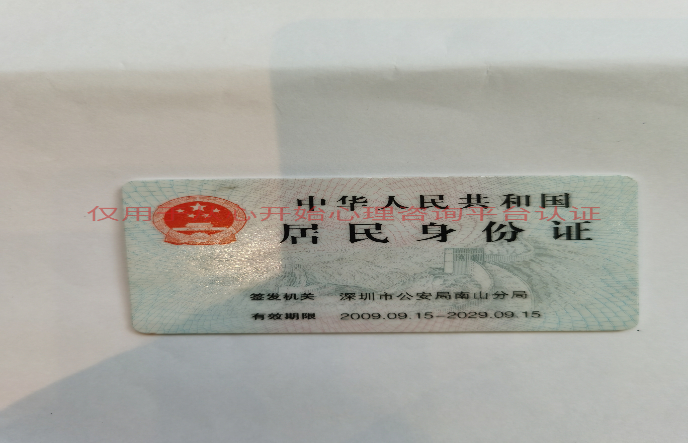 中华人民共和国
仅用 心开始心理咨询平台认证
居民身份证
签发机关 深圳市公安局南山分局
有效期限 2009.09.15-2029.09.15